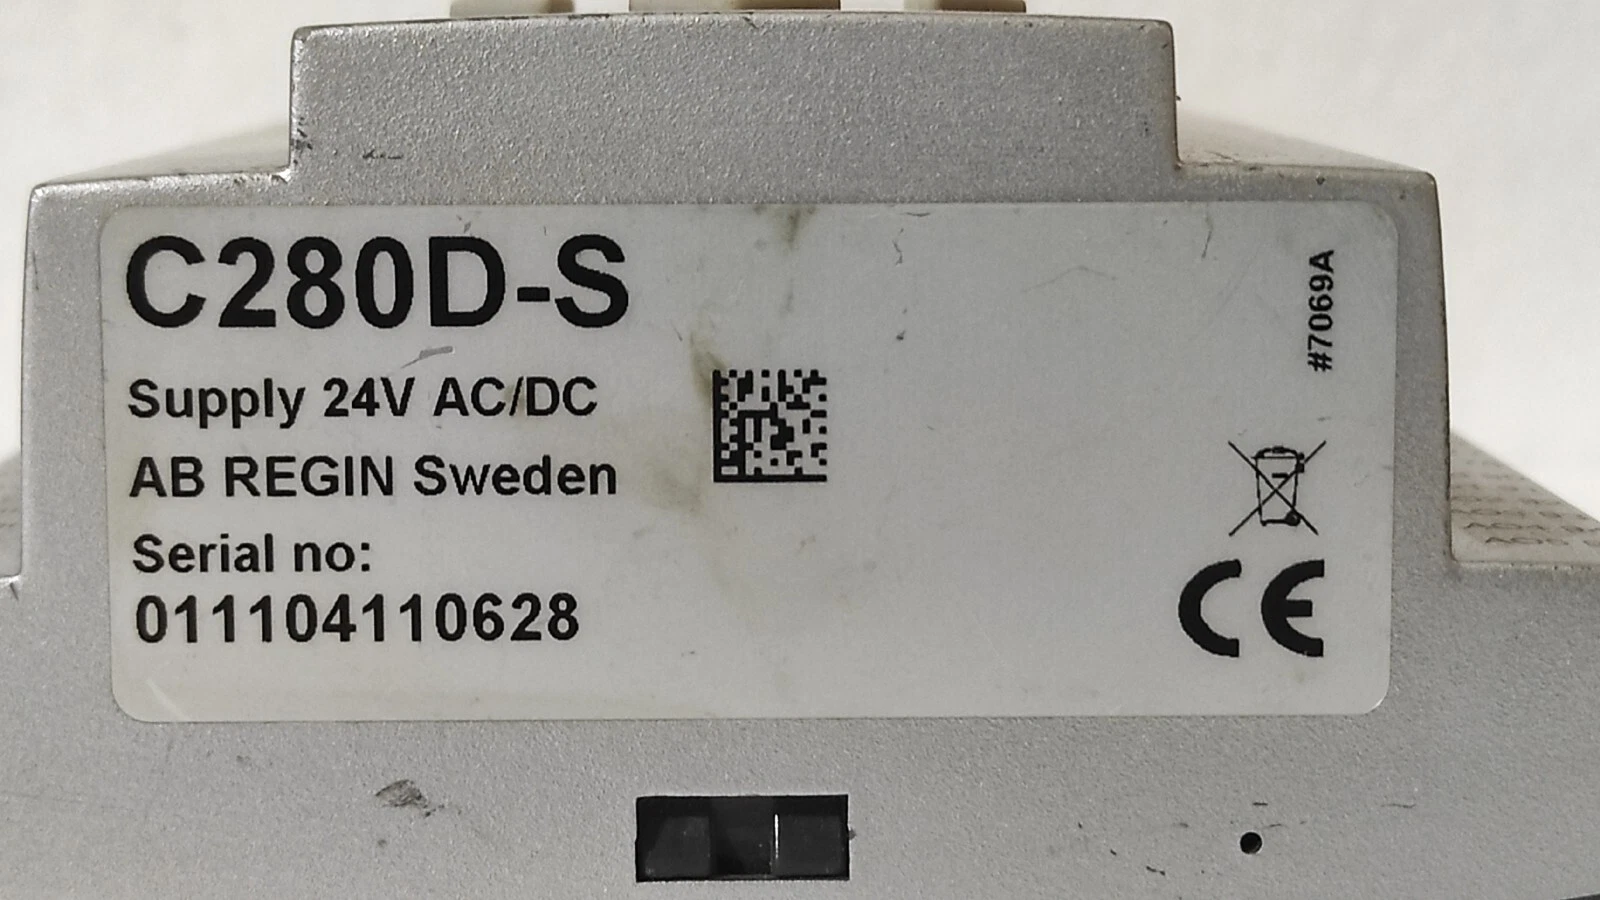 C280D-S
Supply 24V AC/DC
AB REGIN Sweden
Serial no:
011104110628
#7069A
CE